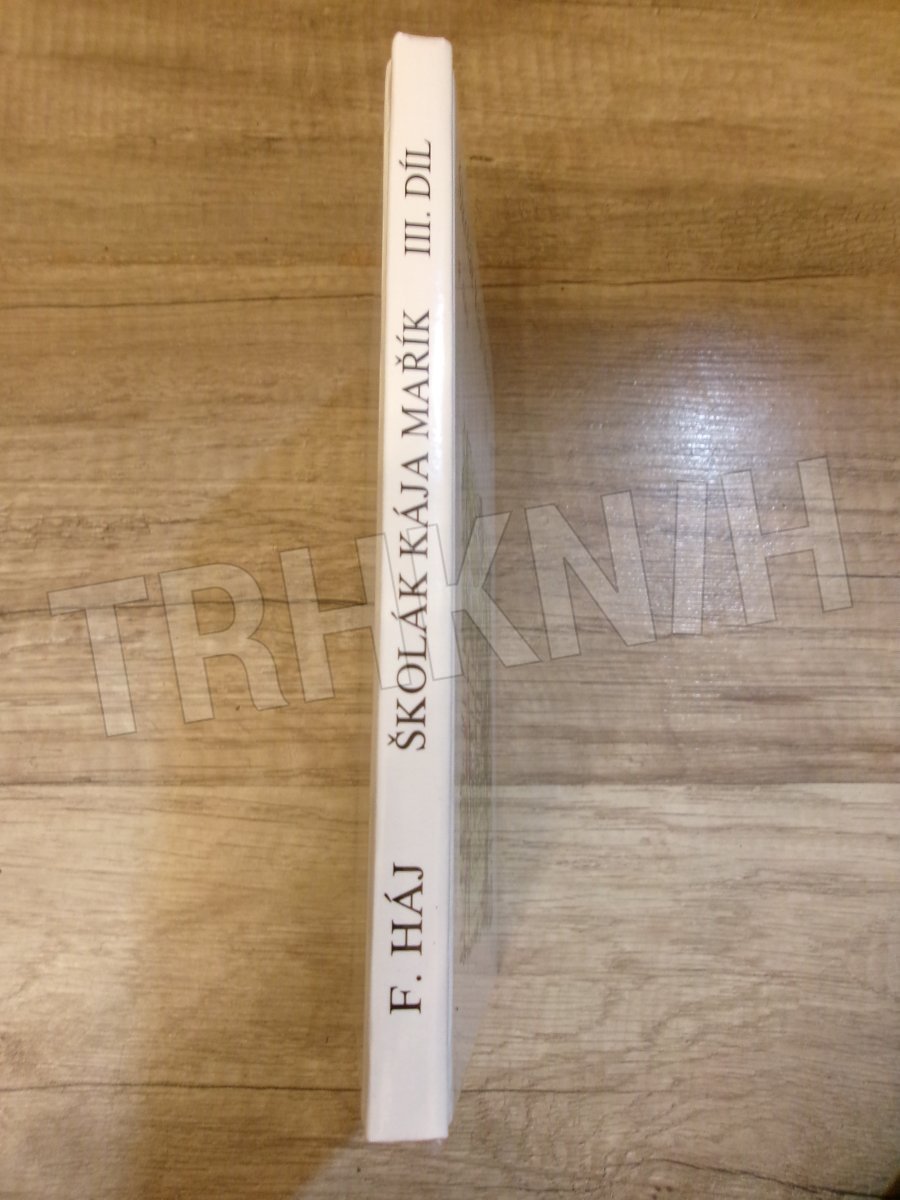 F. HÁJ ŠKOLÁK KÁJA MAŘÍK III. DÍL
TRHKNIH